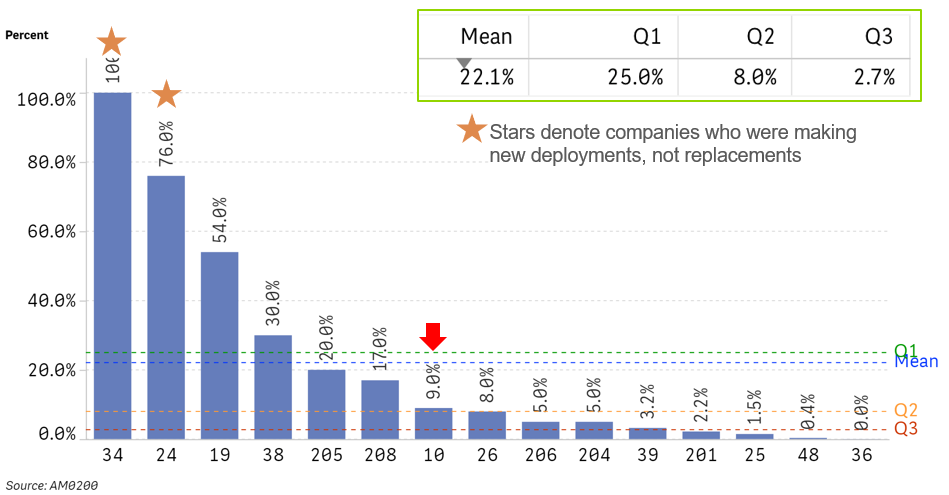 Percent
Mean Q1 Q2 Q3
22.1% 25.0% 8.0% 2.7%
Stars denote companies who were making
new deployments, not replacements
100.0%
80.0%
60.0%
40.0%
20.0%
0.0%
100
76.0%
54.0%
30.0%
20.0%
17.0%
9.0%
8.0%
5.0%
5.0%
3.2%
2.2%
1.5%
0.4%
0.0%
Q1
Mean
Q2
Q3
34 24 19 38 205 208 10 26 206 204 39 201 25 48 36
Source: AM0200